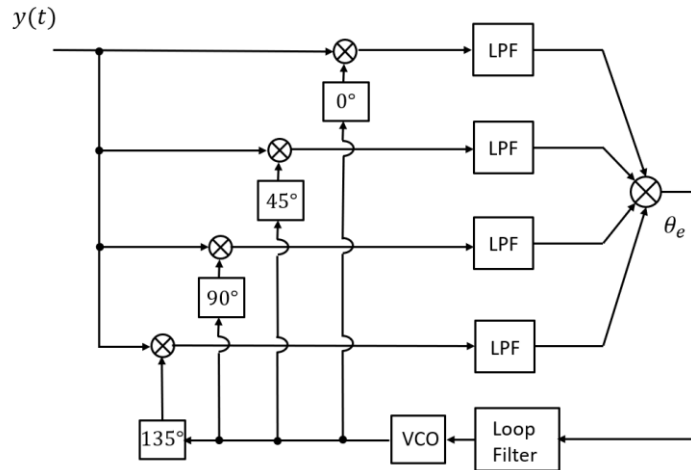 y(t)
LPF
0°
LPF
45°
θₑ
LPF
90°
LPF
135°
VCO
Loop
Filter